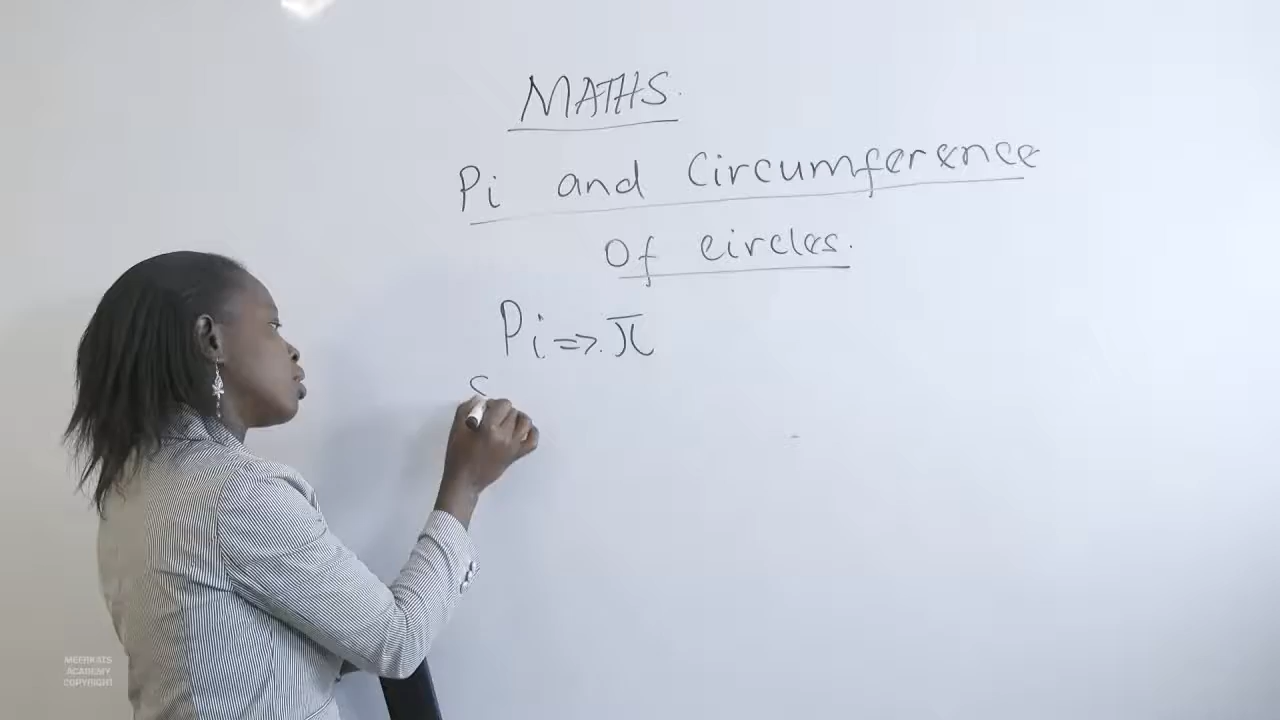 MATHS.
Pi and Circumference
Of circles.
Pi => π
MEERKATS
ACADEMY
COPYRIGHT